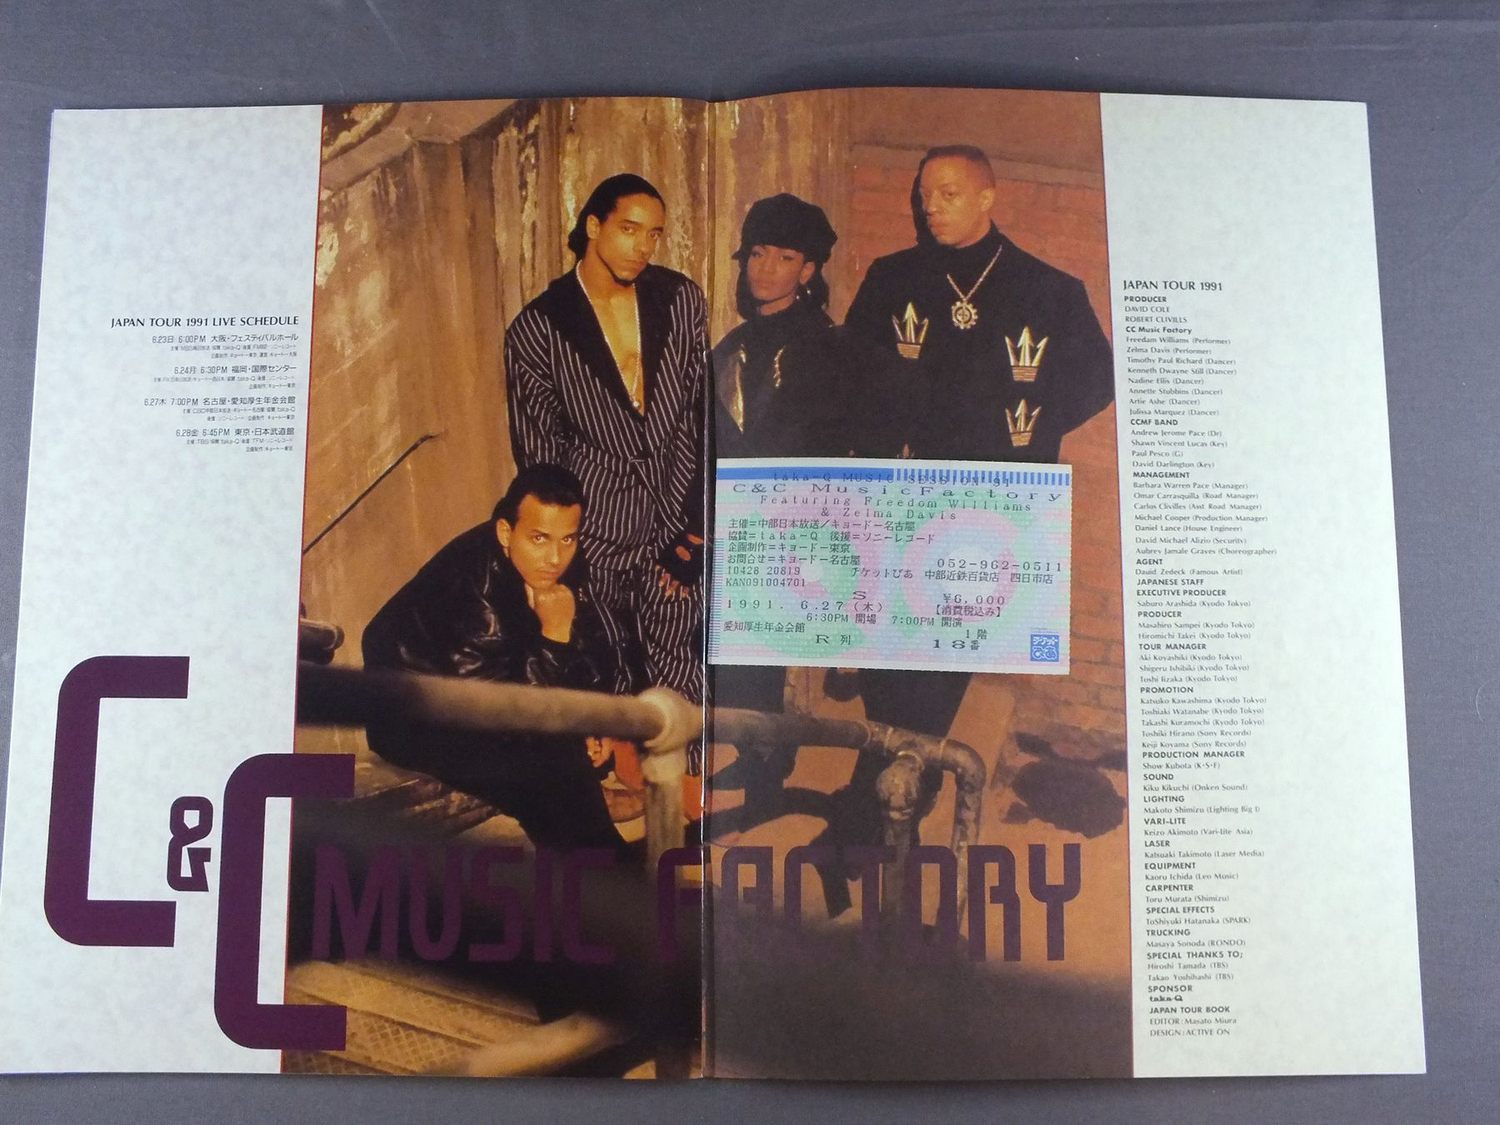 JAPAN TOUR 1991 LIVE SCHEDULE
6.23日 6:00PM 大阪・フェスティバルホール
6.24月 6:30PM 福岡・国際センター
6.27木 7:00PM 名古屋・愛知厚生年金会館
6.28金 6:45PM 東京・日本武道館
C&C
MUSIC FACTORY
taka-Q MUSIC SESSION '91
C&C MusicFactory
Featuring Freedom Williams
& Zelma Davis
主催=中部日本放送/キョードー名古屋
協賛=taka-Q 後援=ソニーレコード
企画制作=キョードー東京
お問合せ=キョードー名古屋 052-962-0511
10428 20819 チケットぴあ 中部近鉄百貨店 四日市店
KAN091004701
S ¥6,000
1991. 6.27(木) 【消費税込み】
6:30PM 開場 7:00PM 開演
愛知厚生年金会館 1階
R 列 18番
チケットぴあ
JAPAN TOUR 1991
PRODUCER
DAVID COLE
ROBERT CLIVILLS
CC Music Factory
Freedam Williams (Performer)
Zelma Davis (Performer)
Timothy Paul Richard (Dancer)
Kenneth Dwayne Still (Dancer)
Nadine Ellis (Dancer)
Annette Stubbins (Dancer)
Artie Ashe (Dancer)
Julissa Marquez (Dancer)
CCMF BAND
Andrew Jerome Pace (Dr)
Shawn Vincent Lucas (Key)
Paul Pesco (G)
David Darlington (Key)
MANAGEMENT
Barbara Warren Pace (Manager)
Omar Carrasquilla (Road Manager)
Carlos Clivilles (Asst Road Manager)
Michael Cooper (Production Manager)
Daniel Lance (House Engineer)
David Michael Alizio (Security)
Aubrey Jamale Graves (Choreographer)
AGENT
David Zedeck (Famous Artist)
JAPANESE STAFF
EXECUTIVE PRODUCER
Saburo Arashida (Kyodo Tokyo)
PRODUCER
Masahiro Sampei (Kyodo Tokyo)
Hiromichi Takei (Kyodo Tokyo)
TOUR MANAGER
Aki Koyashiki (Kyodo Tokyo)
Shigeru Ishibiki (Kyodo Tokyo)
Toshi Iizaka (Kyodo Tokyo)
PROMOTION
Katsuko Kawashima (Kyodo Tokyo)
Toshiaki Watanabe (Kyodo Tokyo)
Takashi Kuramochi (Kyodo Tokyo)
Toshiki Hirano (Sony Records)
Keiji Koyama (Sony Records)
PRODUCTION MANAGER
Show Kubota (K・S・F)
SOUND
Kiku Kikuchi (Onken Sound)
LIGHTING
Makoto Shimizu (Lighting Big I)
VARI-LITE
Keizo Akimoto (Vari-Lite Asia)
LASER
Katsuaki Takimoto (Laser Media)
EQUIPMENT
Kaoru Ichida (Leo Music)
CARPENTER
Toru Murata (Shimizu)
SPECIAL EFFECTS
ToShiyuki Hatanaka (SPARK)
TRUCKING
Masaya Sonoda (RONDO)
SPECIAL THANKS TO;
Hiroshi Tamada (TBS)
Takao Yoshihashi (TBS)
SPONSOR
taka-Q
JAPAN TOUR BOOK
EDITOR: Masato Miura
DESIGN: ACTIVE ON